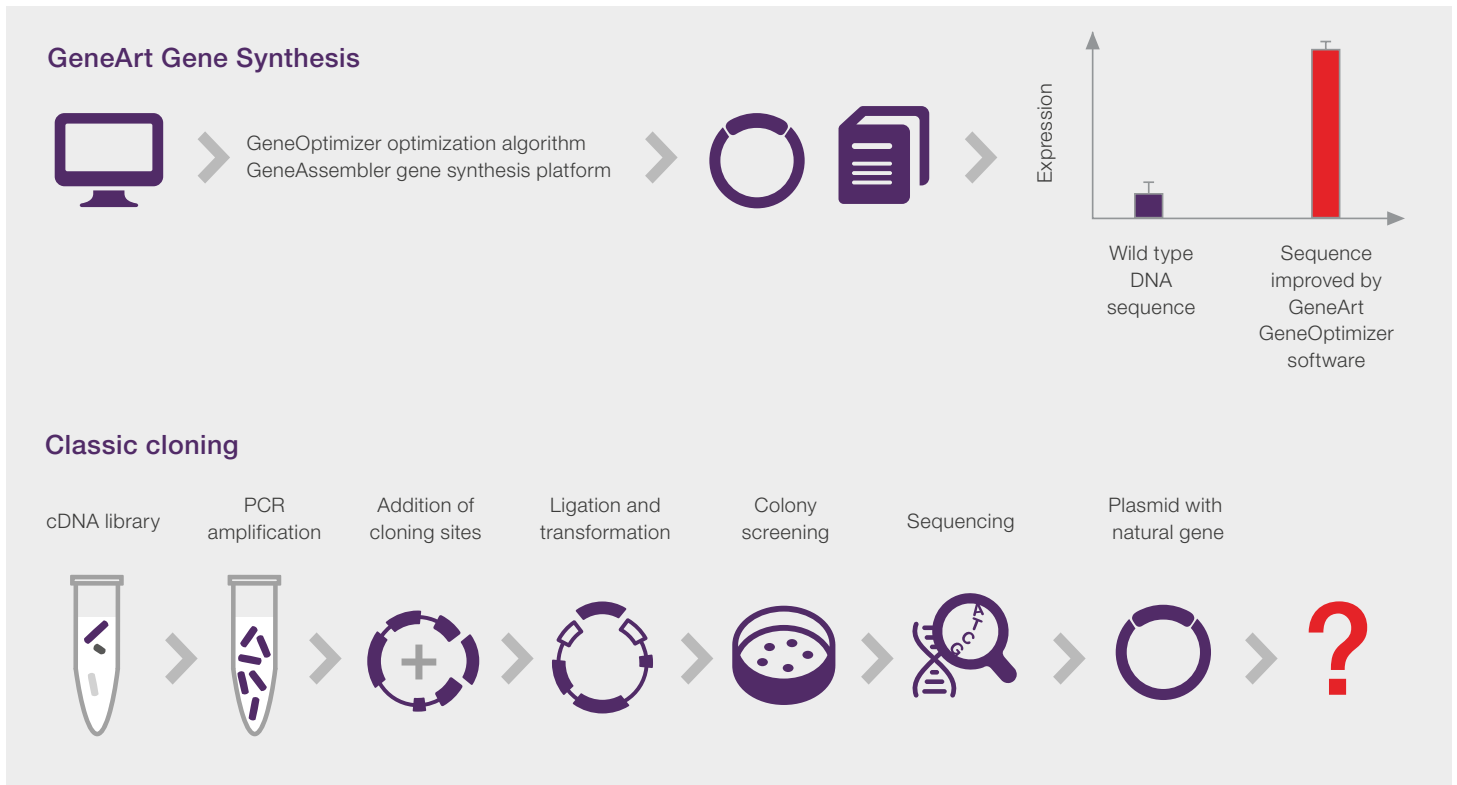 GeneArt Gene Synthesis
GeneOptimizer optimization algorithm
GeneAssembler gene synthesis platform
Expression
Wild type
DNA
sequence
Sequence
improved by
GeneArt
GeneOptimizer
software
Classic cloning
cDNA library
PCR
amplification
Addition of
cloning sites
Ligation and
transformation
Colony
screening
Sequencing
Plasmid with
natural gene
+
A
T
C
G
?